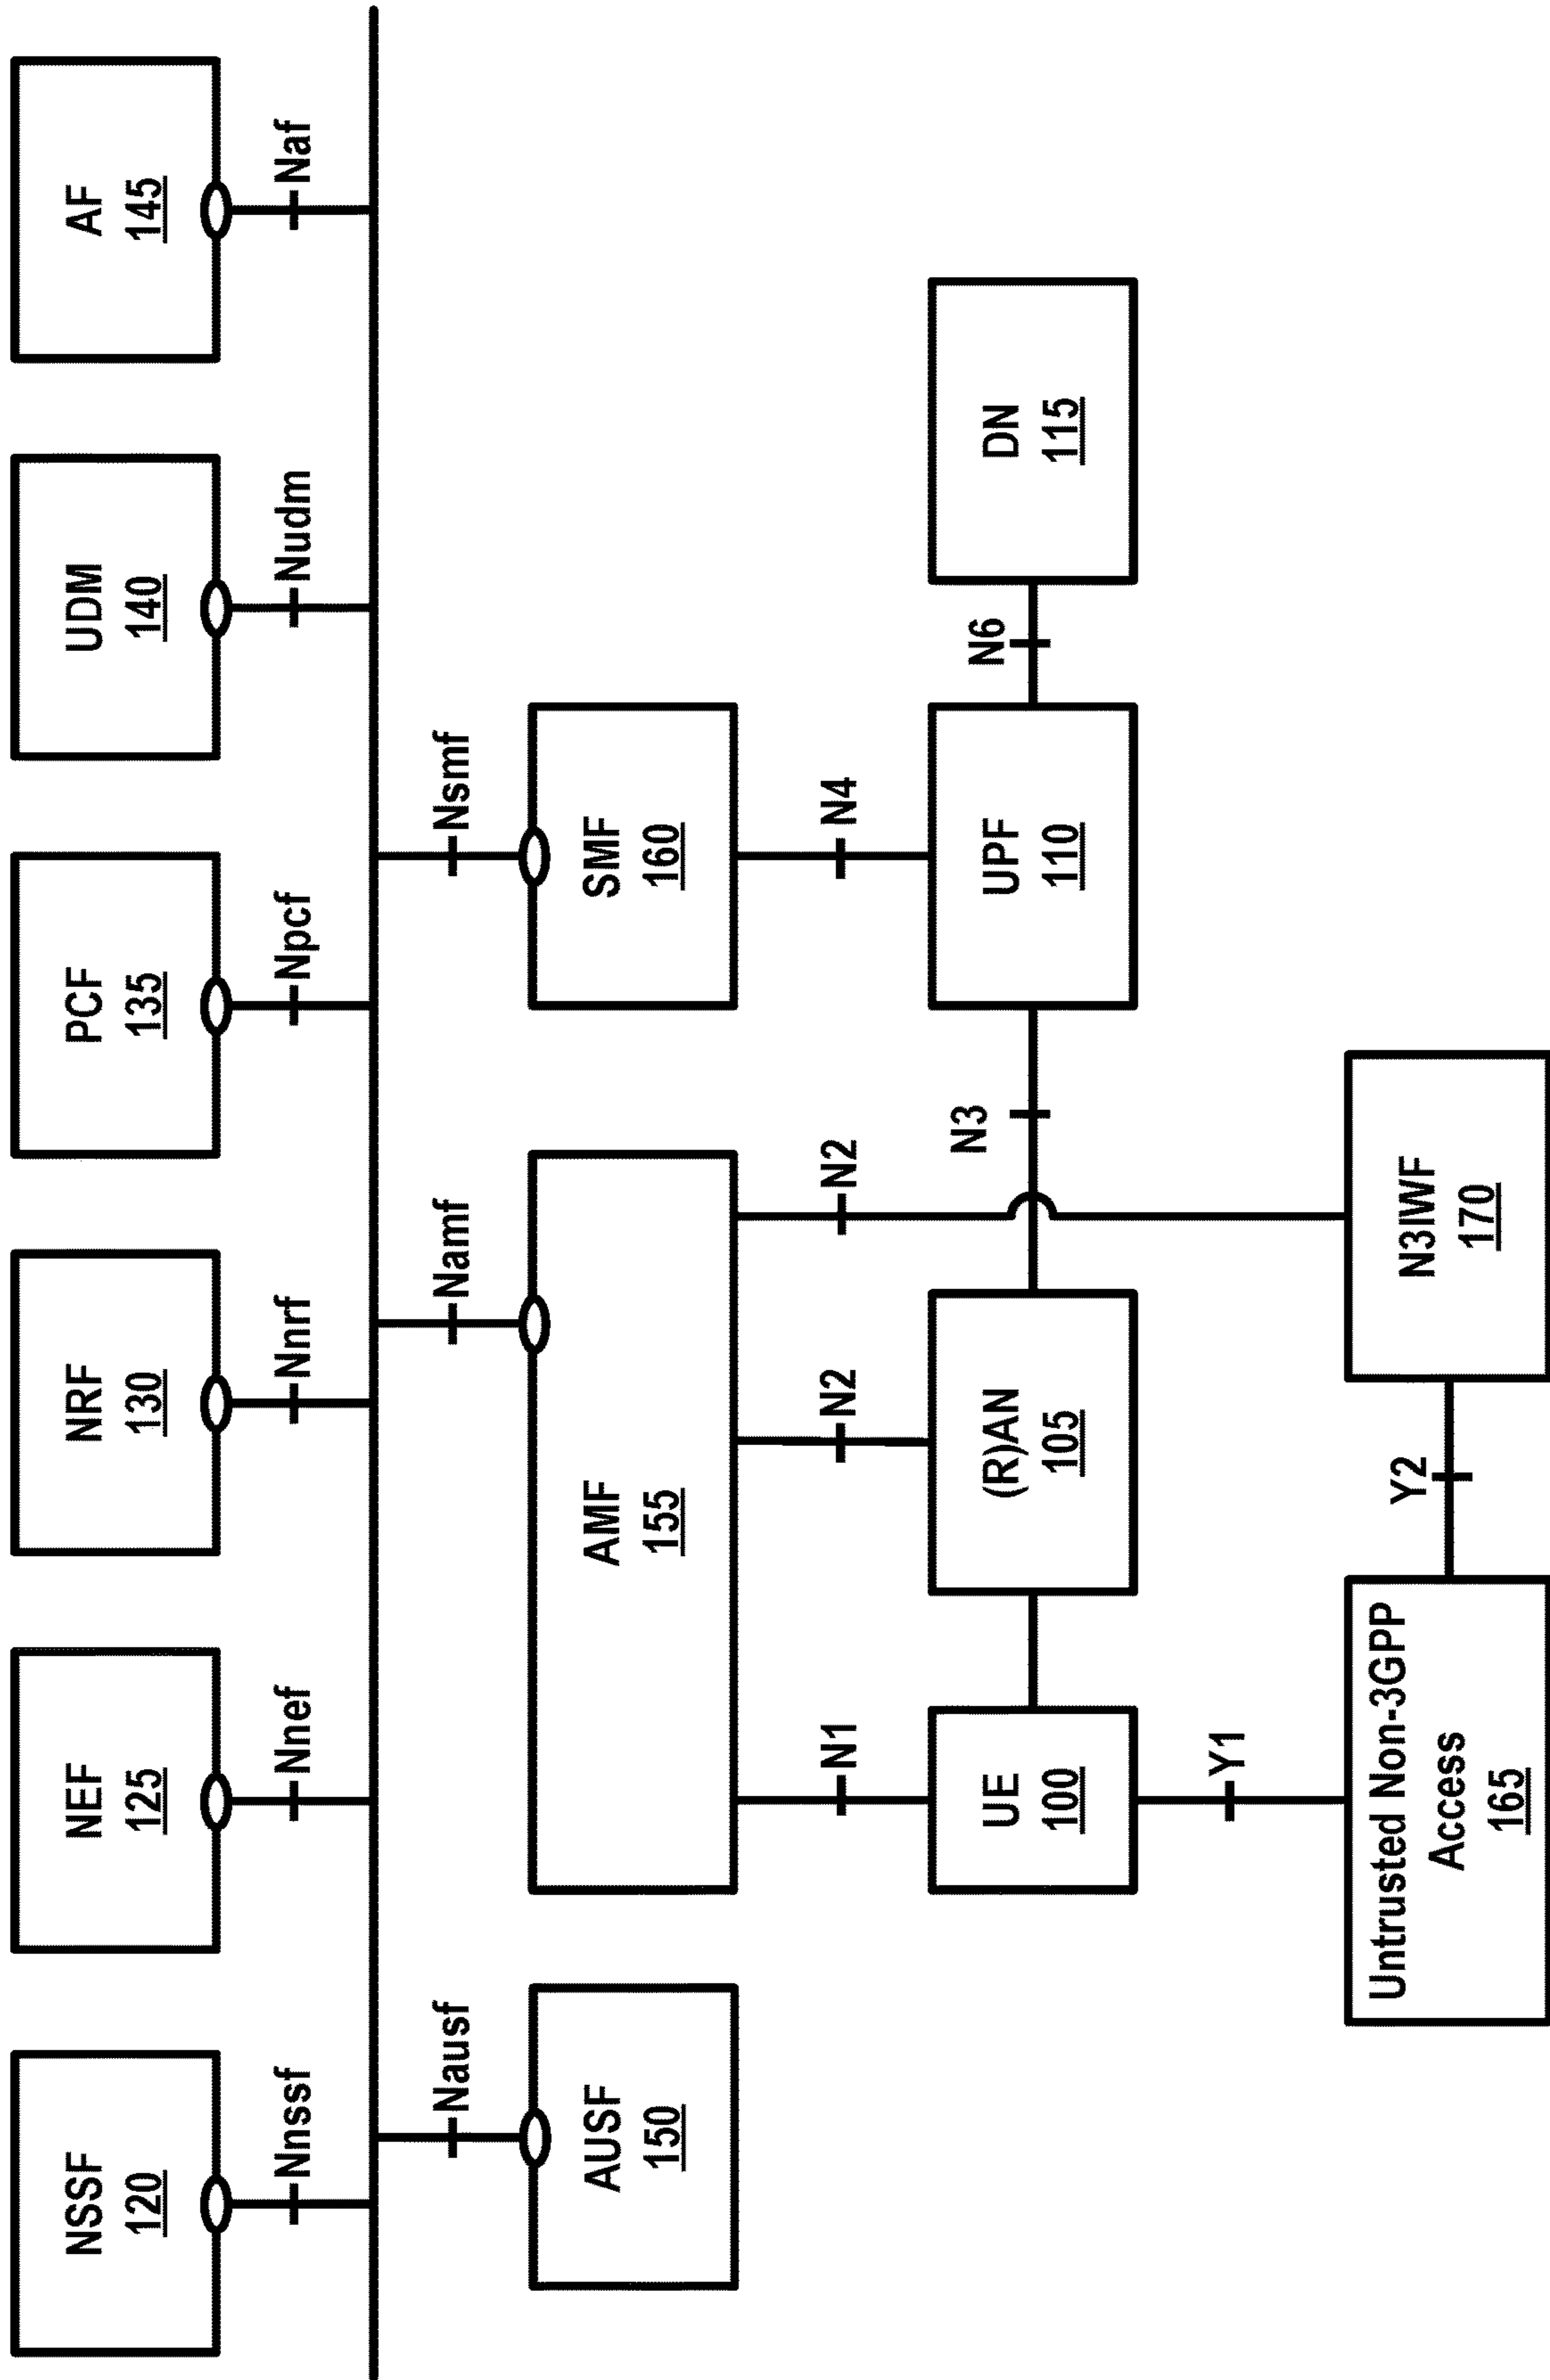 NSSF
120
NEF
125
NRF
130
PCF
135
UDM
140
AF
145
Nnssf
Nnef
Nnrf
Npcf
Nudm
Naf
Nausf
Namf
Nsmf
AUSF
150
AMF
155
SMF
160
N1
N2
N2
N4
UE
100
(R)AN
105
N3
UPF
110
N6
DN
115
Y1
Untrusted Non-3GPP
Access
165
Y2
N3IWF
170